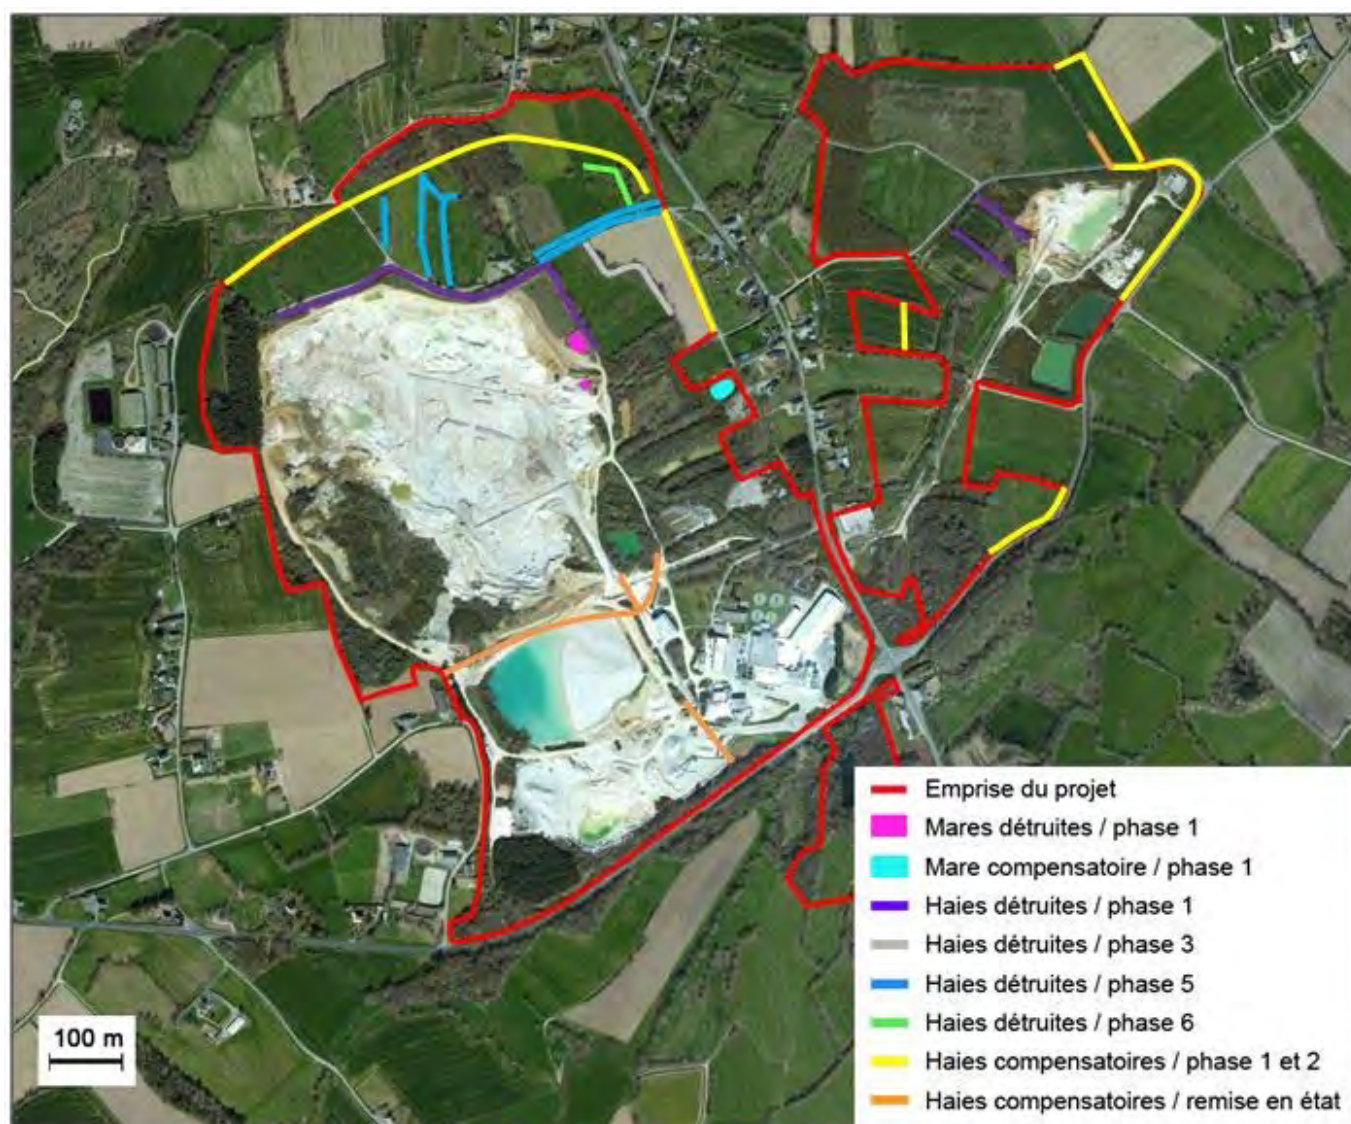 Emprise du projet
Mares détruites / phase 1
Mare compensatoire / phase 1
Haies détruites / phase 1
Haies détruites / phase 3
Haies détruites / phase 5
Haies détruites / phase 6
Haies compensatoires / phase 1 et 2
Haies compensatoires / remise en état
100 m